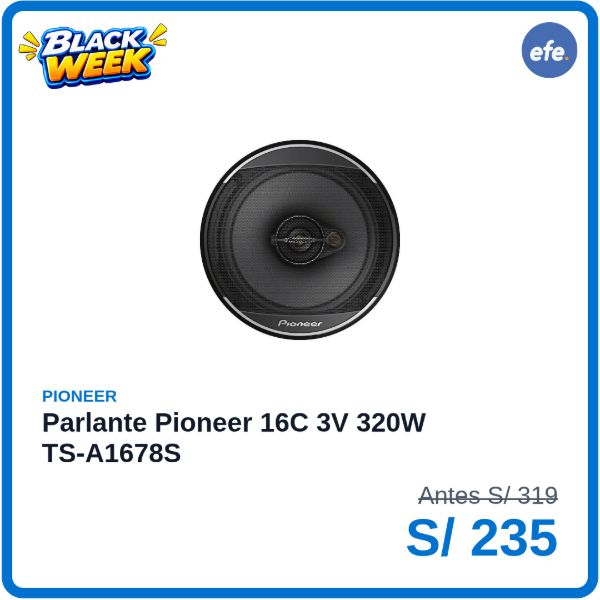 BLACK
WEEK
efe.
Pioneer
PIONEER
Parlante Pioneer 16C 3V 320W
TS-A1678S
Antes S/ 319
S/ 235